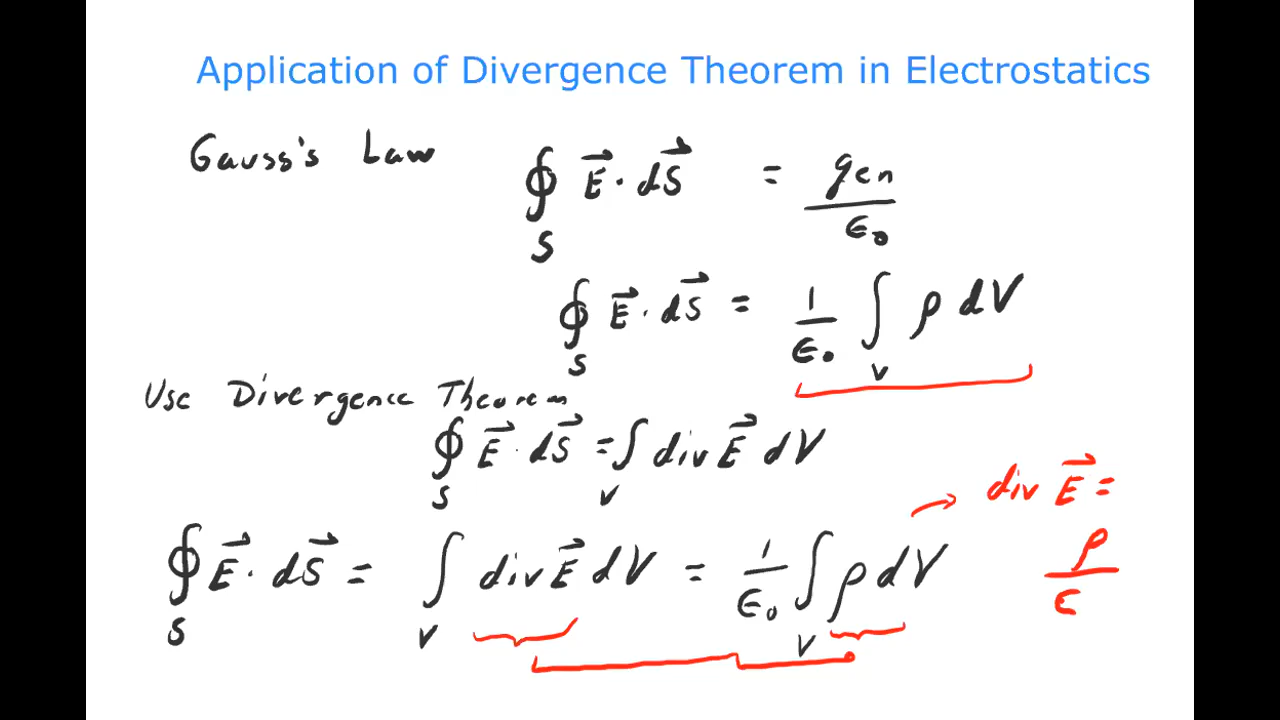 Application of Divergence Theorem in Electrostatics
Gauss's Law ∮_S E⃗ · dS⃗ = qen/ϵ₀
∮_S E⃗ · dS⃗ = 1/ϵ₀ ∫_V ρ dV
Use Divergence Theorem
∮_S E⃗ · dS⃗ = ∫_V div E⃗ dV
∮_S E⃗ · dS⃗ = ∫_V div E⃗ dV = 1/ϵ₀ ∫_V ρ dV → div E⃗ = ρ/ϵ